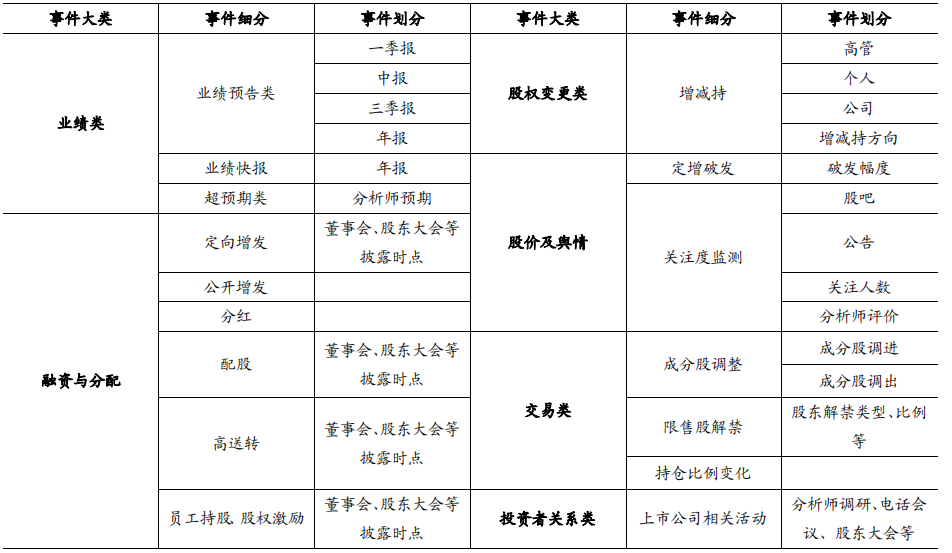 事件大类 事件细分 事件划分 事件大类 事件细分 事件划分
一季报 高管
业绩预告类 中报 股权变更类 增减持 个人
三季报 公司
业绩类 年报 增减持方向
业绩快报 年报 定增破发 破发幅度
超预期类 分析师预期 股吧
定向增发 董事会、股东大会等 股价及舆情 关注度监测 公告
披露时点
公开增发 关注人数
分红 分析师评价
配股 董事会、股东大会等 成分股调整 成分股调进
披露时点 成分股调出
融资与分配 交易类
高送转 董事会、股东大会等 限售股解禁 股东解禁类型、比例
披露时点 等
持仓比例变化
员工持股、股权激励 董事会、股东大会等 投资者关系类 上市公司相关活动 分析师调研、电话会
披露时点 议、股东大会等